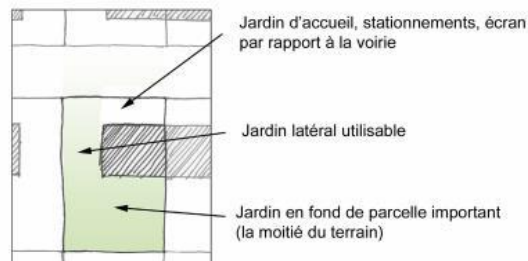 Jardin d'accueil, stationnements, écran
par rapport à la voirie
Jardin latéral utilisable
Jardin en fond de parcelle important
(la moitié du terrain)